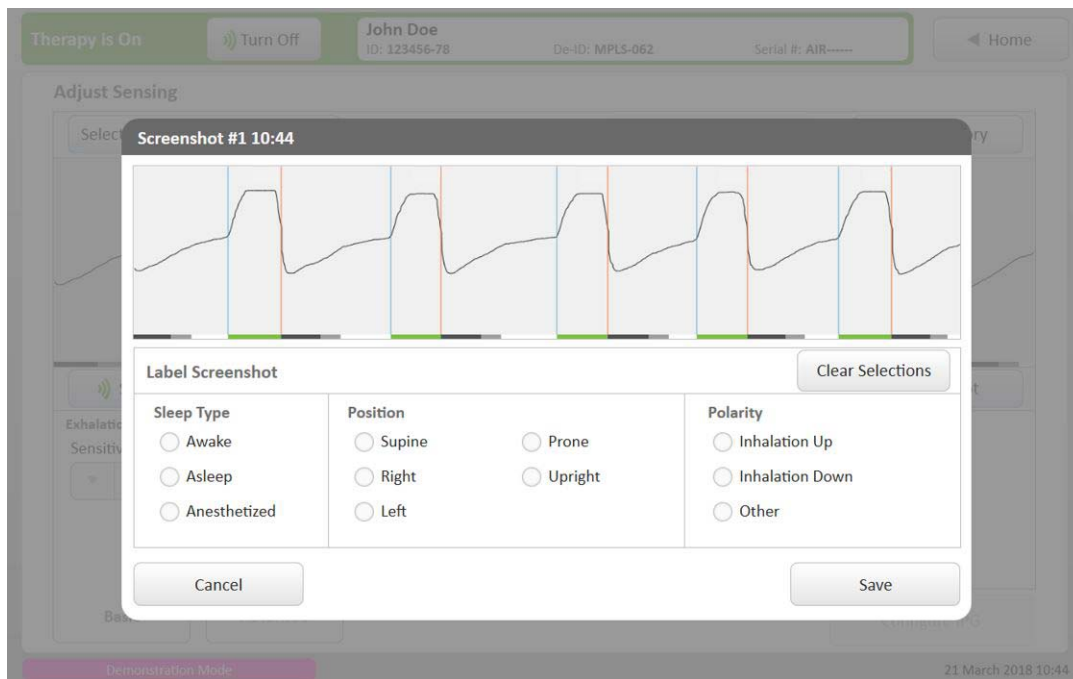 Therapy is On
Turn Off
John Doe
ID: 123456-78 De-ID: MPLS-062 Serial #: AIR------
Home
Adjust Sensing
Screenshot #1 10:44
Label Screenshot
Clear Selections
Sleep Type Position Polarity
Awake Supine Prone Inhalation Up
Asleep Right Upright Inhalation Down
Anesthetized Left Other
Cancel Save
Demonstration Mode
21 March 2018 10:44